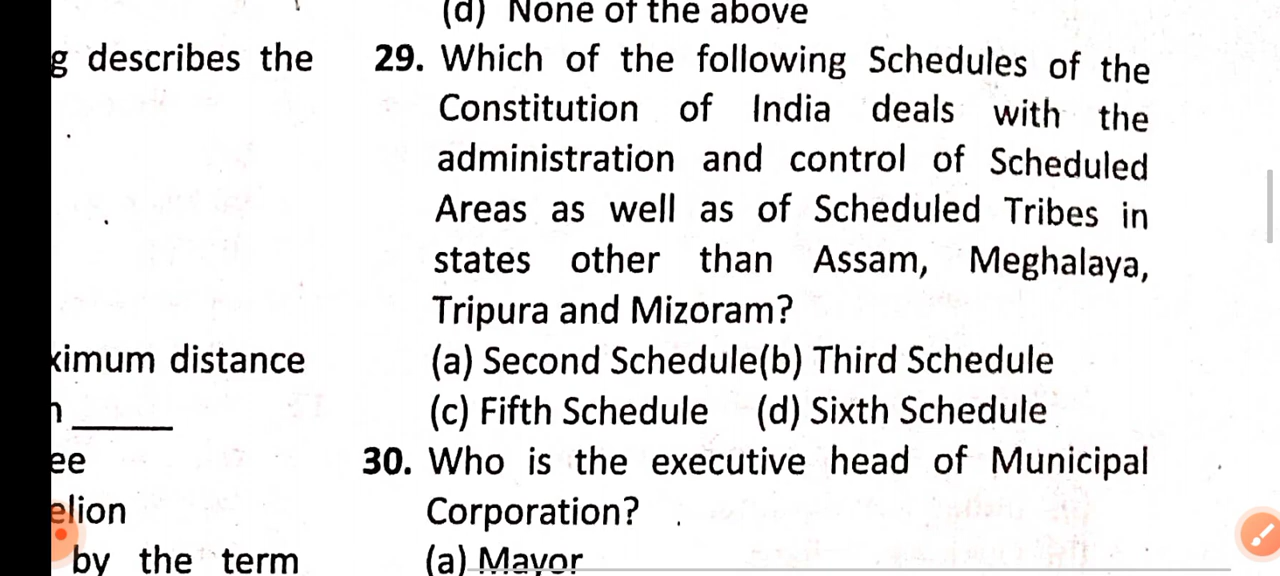 g describes the
ximum distance
n ______
ee
elion
by the term
(d) None of the above
29. Which of the following Schedules of the
Constitution of India deals with the
administration and control of Scheduled
Areas as well as of Scheduled Tribes in
states other than Assam, Meghalaya,
Tripura and Mizoram?
(a) Second Schedule(b) Third Schedule
(c) Fifth Schedule (d) Sixth Schedule
30. Who is the executive head of Municipal
Corporation?
(a) Mayor